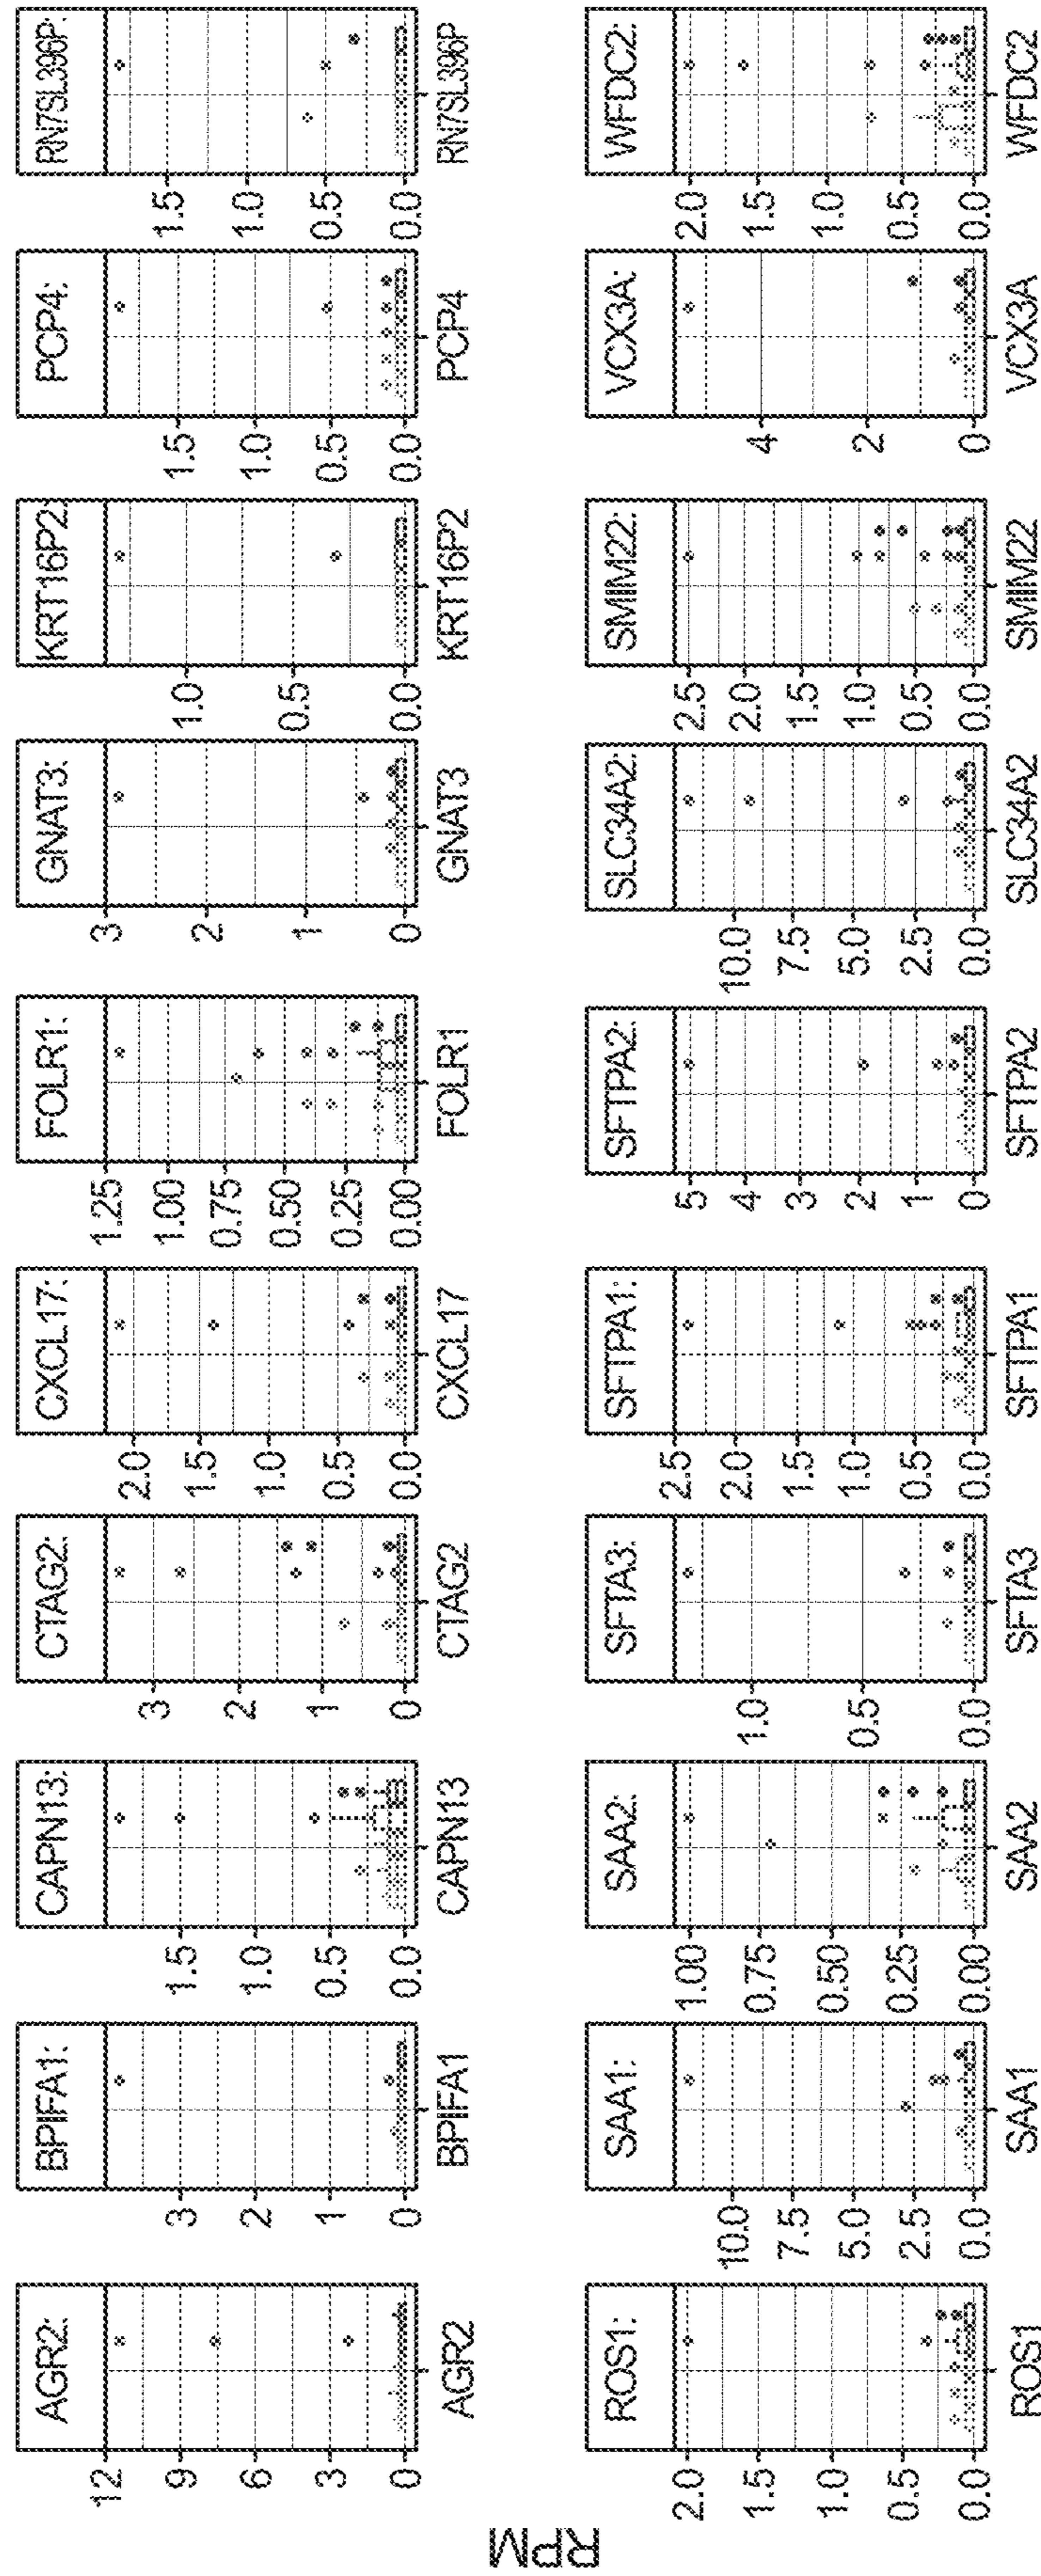 RPM
AGR2:
12
9
6
3
0
AGR2
BPIFA1:
3
2
1
0
BPIFA1
CAPN13:
1.5
1.0
0.5
0.0
CAPN13
CTAG2:
3
2
1
0
CTAG2
CXCL17:
2.0
1.5
1.0
0.5
0.0
CXCL17
FOLR1:
1.25
1.00
0.75
0.50
0.25
0.00
FOLR1
GNAT3:
3
2
1
0
GNAT3
KRT16P2:
1.0
0.5
0.0
KRT16P2
PCP4:
1.5
1.0
0.5
0.0
PCP4
RN7SL396P:
1.5
1.0
0.5
0.0
RN7SL396P
ROS1:
2.0
1.5
1.0
0.5
0.0
ROS1
SAA1:
10.0
7.5
5.0
2.5
0.0
SAA1
SAA2:
1.00
0.75
0.50
0.25
0.00
SAA2
SFTA3:
1.0
0.5
0.0
SFTA3
SFTPA1:
2.5
2.0
1.5
1.0
0.5
0.0
SFTPA1
SFTPA2:
5
4
3
2
1
0
SFTPA2
SLC34A2:
10.0
7.5
5.0
2.5
0.0
SLC34A2
SMIM22:
2.5
2.0
1.5
1.0
0.5
0.0
SMIM22
VCX3A:
4
2
0
VCX3A
WFDC2:
2.0
1.5
1.0
0.5
0.0
WFDC2